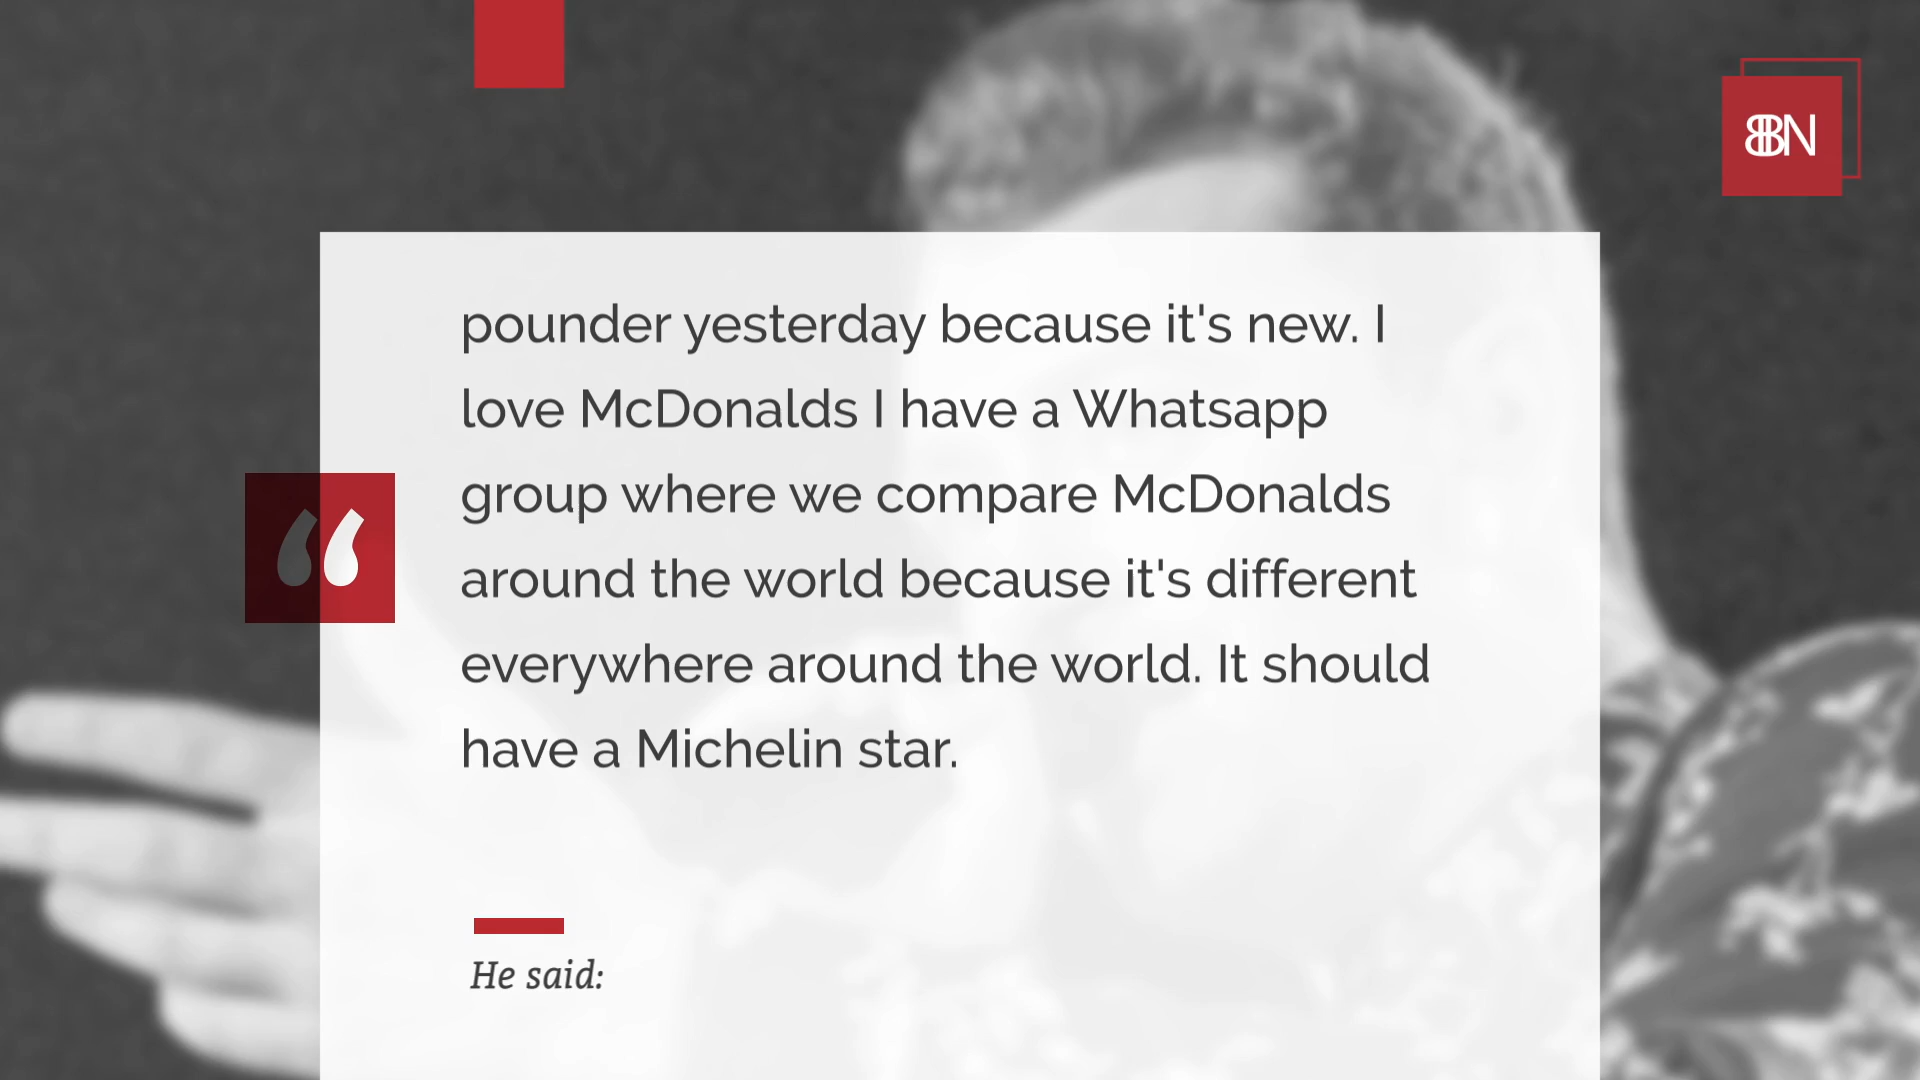 BBN
pounder yesterday because it's new. I
love McDonalds I have a Whatsapp
group where we compare McDonalds
around the world because it's different
everywhere around the world. It should
have a Michelin star.
“
He said: